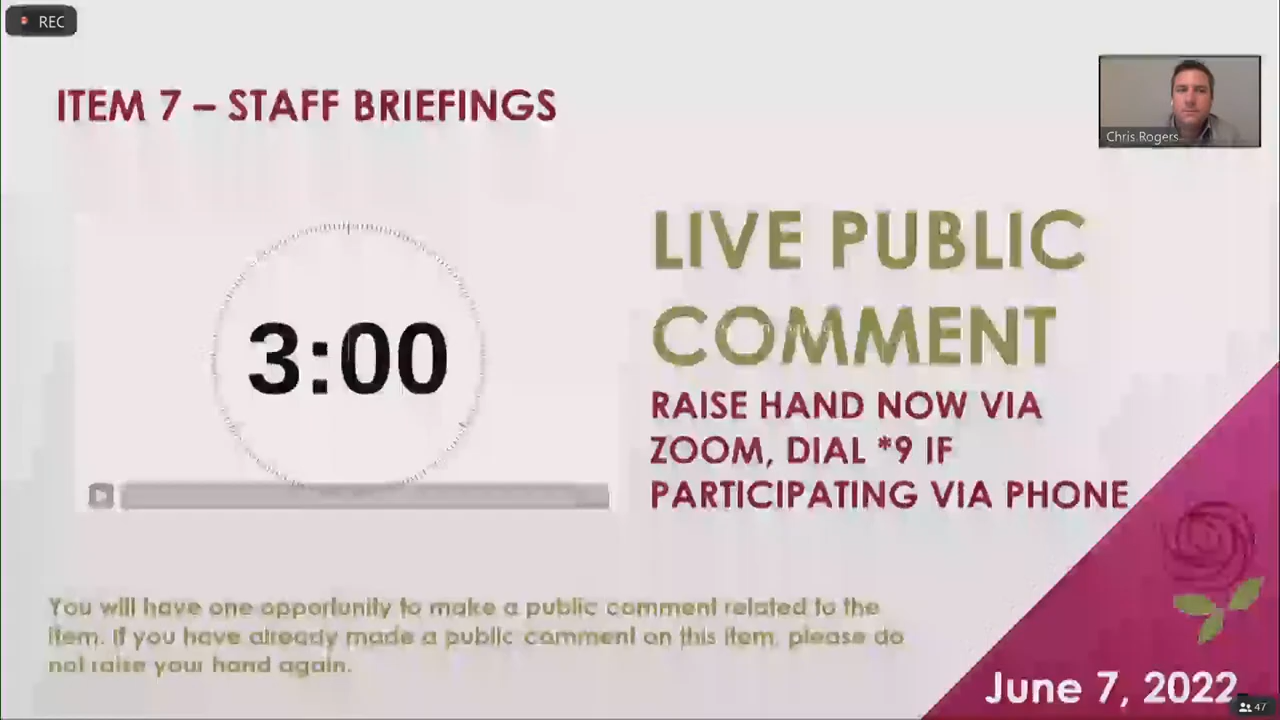 REC
ITEM 7 – STAFF BRIEFINGS
Chris Rogers
3:00
LIVE PUBLIC
COMMENT
RAISE HAND NOW VIA
ZOOM, DIAL *9 IF
PARTICIPATING VIA PHONE
You will have one opportunity to make a public comment related to the
item. If you have already made a public comment on this item, please do
not raise your hand again.
June 7, 2022
47